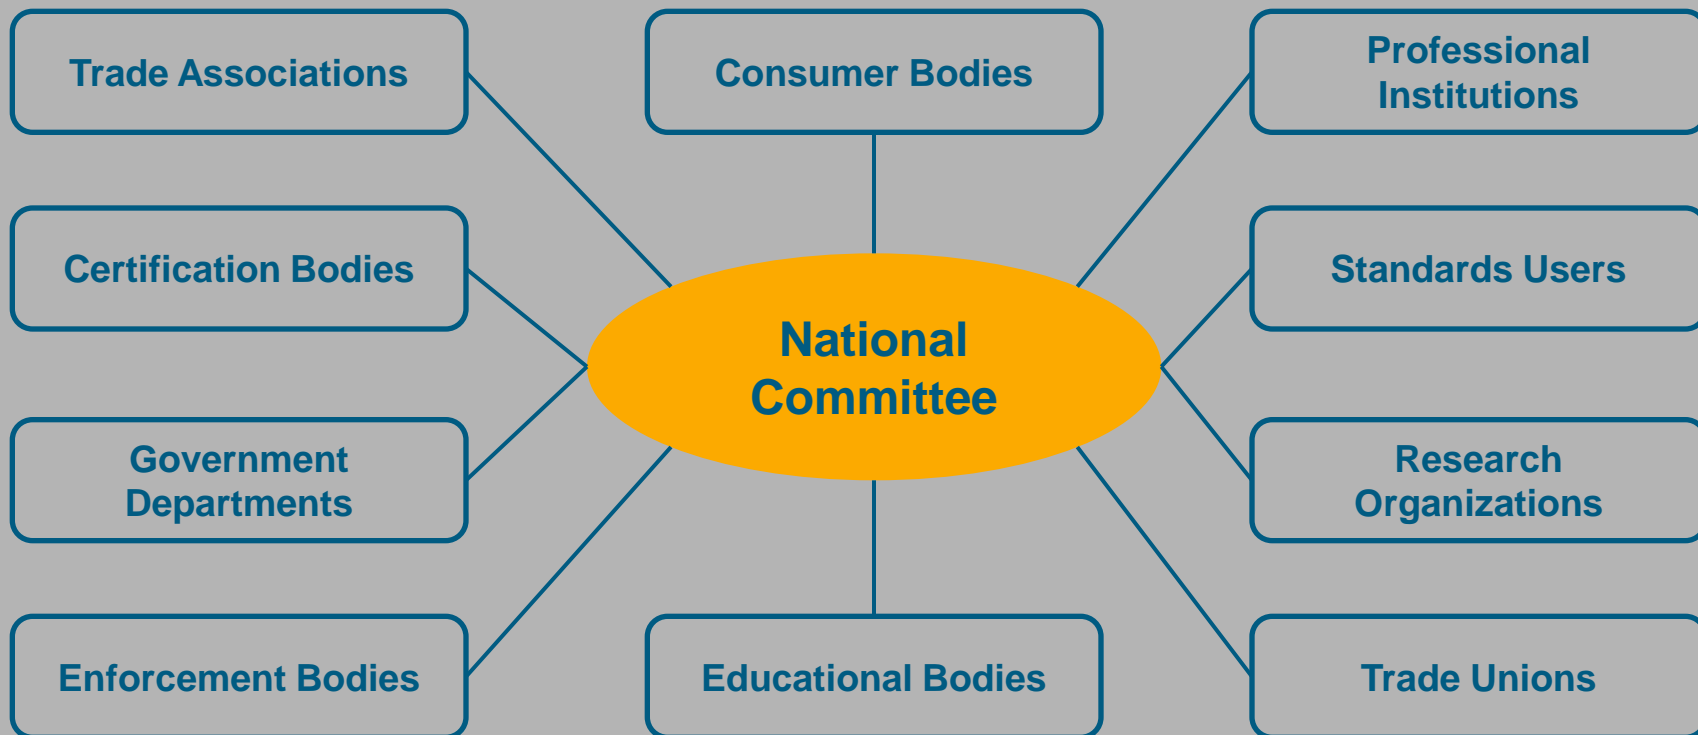 Trade Associations
Consumer Bodies
Professional
Institutions
Certification Bodies
Standards Users
National
Committee
Government
Departments
Research
Organizations
Enforcement Bodies
Educational Bodies
Trade Unions